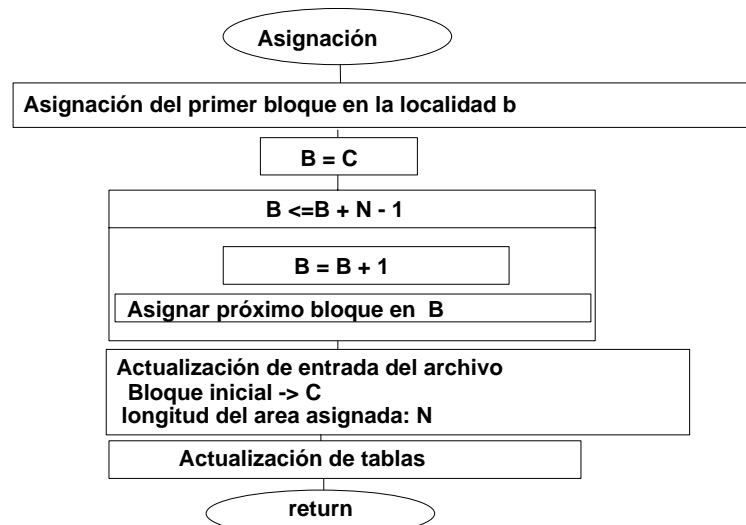 Asignación
Asignación del primer bloque en la localidad b
B = C
B <=B + N - 1
B = B + 1
Asignar próximo bloque en B
Actualización de entrada del archivo
Bloque inicial -> C
longitud del area asignada: N
Actualización de tablas
return